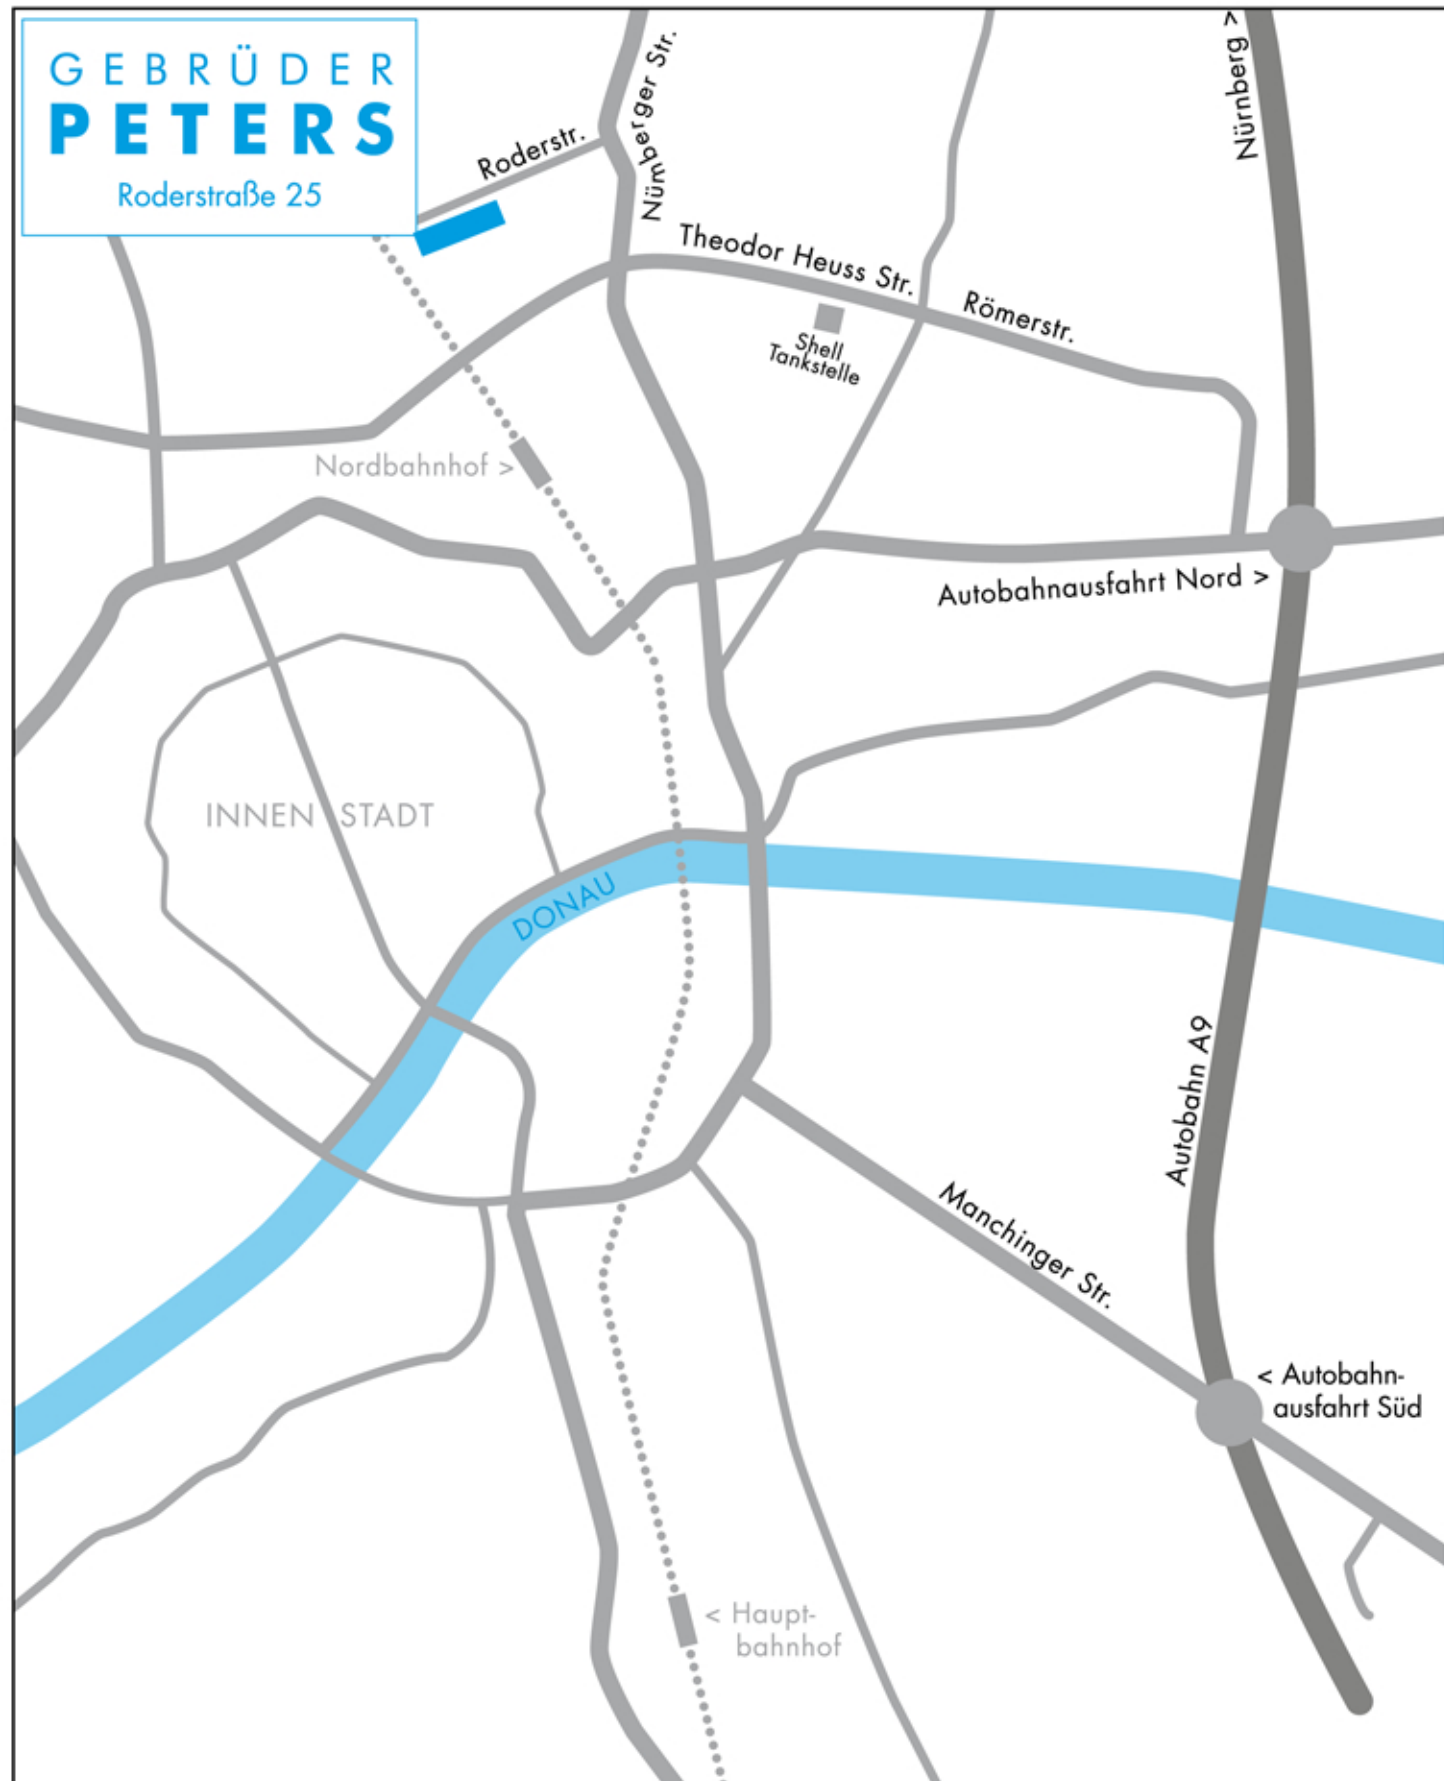 GEBRÜDER
PETERS
Roderstraße 25
Roderstr.
Nürnberger Str.
Nürnberg >
Theodor Heuss Str.
Römerstr.
Shell
Tankstelle
Nordbahnhof >
Autobahnausfahrt Nord >
INNEN STADT
DONAU
Autobahn A9
Manchinger Str.
< Autobahn-
ausfahrt Süd
< Haupt-
bahnhof